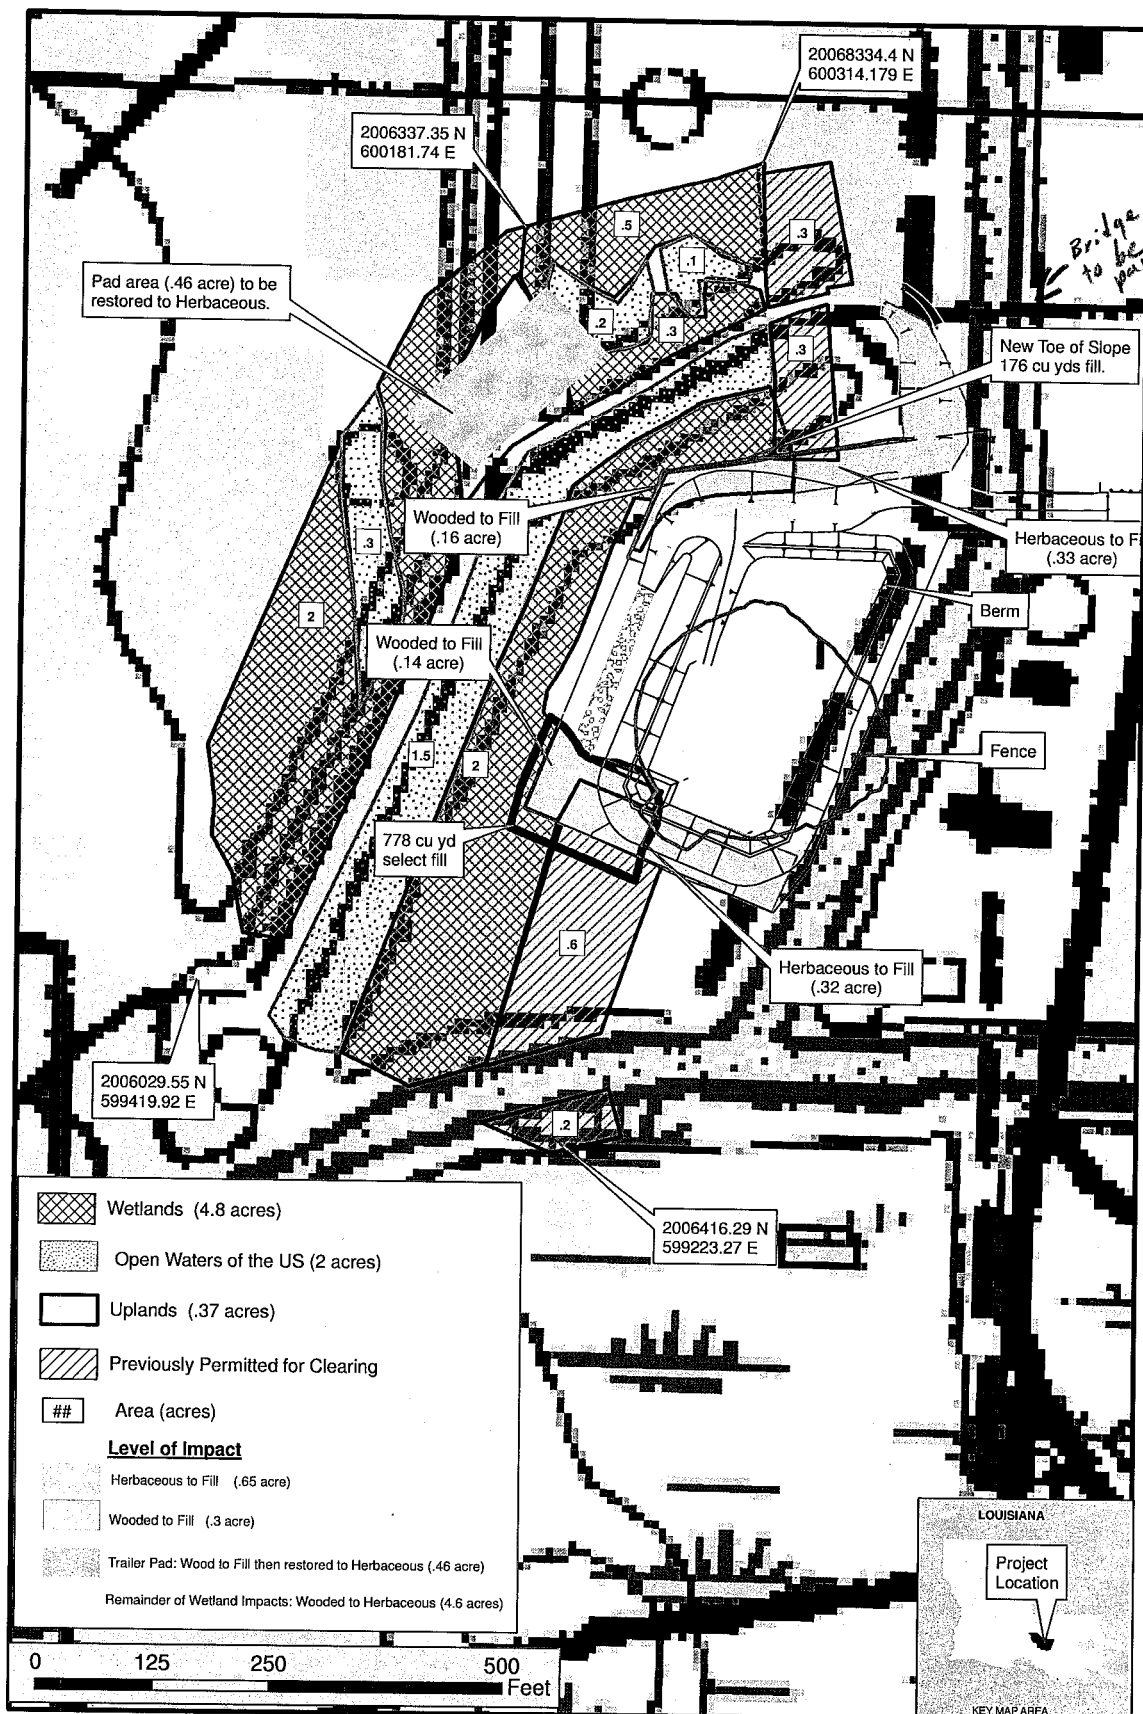 20068334.4 N
600314.179 E
2006337.35 N
600181.74 E
.5
.3
.1
Bridge
to be
Pad area (.46 acre) to be
restored to Herbaceous.
.2
.3
.3
New Toe of Slope
176 cu yds fill.
Wooded to Fill
(.16 acre)
.3
Herbaceous to Fi
(.33 acre)
2
Berm
Wooded to Fill
(.14 acre)
1.5
2
Fence
778 cu yd
select fill
.6
Herbaceous to Fill
(.32 acre)
2006029.55 N
599419.92 E
.2
2006416.29 N
599223.27 E
Wetlands (4.8 acres)
Open Waters of the US (2 acres)
Uplands (.37 acres)
Previously Permitted for Clearing
## Area (acres)
Level of Impact
Herbaceous to Fill (.65 acre)
Wooded to Fill (.3 acre)
Trailer Pad: Wood to Fill then restored to Herbaceous (.46 acre)
Remainder of Wetland Impacts: Wooded to Herbaceous (4.6 acres)
0 125 250 500
Feet
LOUISIANA
Project
Location
KEY MAP AREA